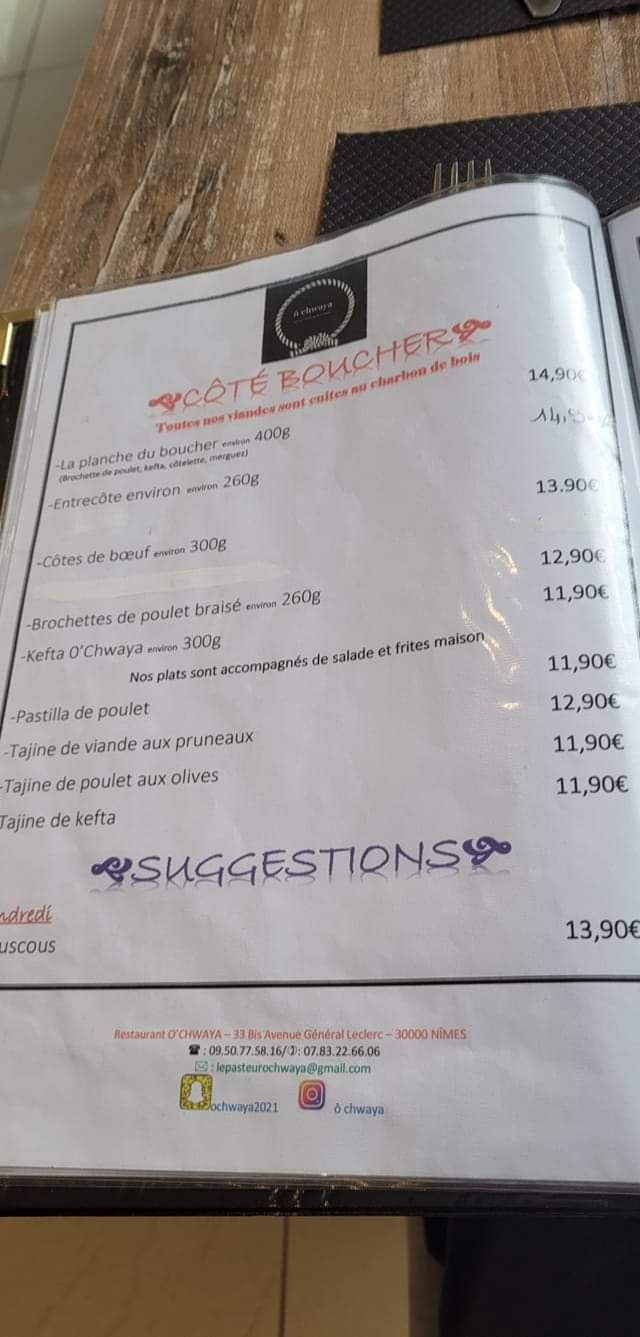 ô chwaya
CÔTÉ BOUCHER
Toutes nos viandes sont cuites au charbon de bois
-La planche du boucher environ 400g 14,90€
(Brochette de poulet, kefta, côtelette, merguez)
-Entrecôte environ environ 260g 14,
-Côtes de bœuf environ 300g 13.90€
-Brochettes de poulet braisé environ 260g 12,90€
-Kefta O'Chwaya environ 300g 11,90€
Nos plats sont accompagnés de salade et frites maison
-Pastilla de poulet 11,90€
-Tajine de viande aux pruneaux 12,90€
-Tajine de poulet aux olives 11,90€
Tajine de kefta 11,90€
SUGGESTIONS
ndredi
uscous 13,90€
Restaurant O'CHWAYA – 33 Bis Avenue Général Leclerc – 30000 NÎMES
: 09.50.77.58.16/ : 07.83.22.66.06
: lepasteurochwaya@gmail.com
ochwaya2021 ô chwaya